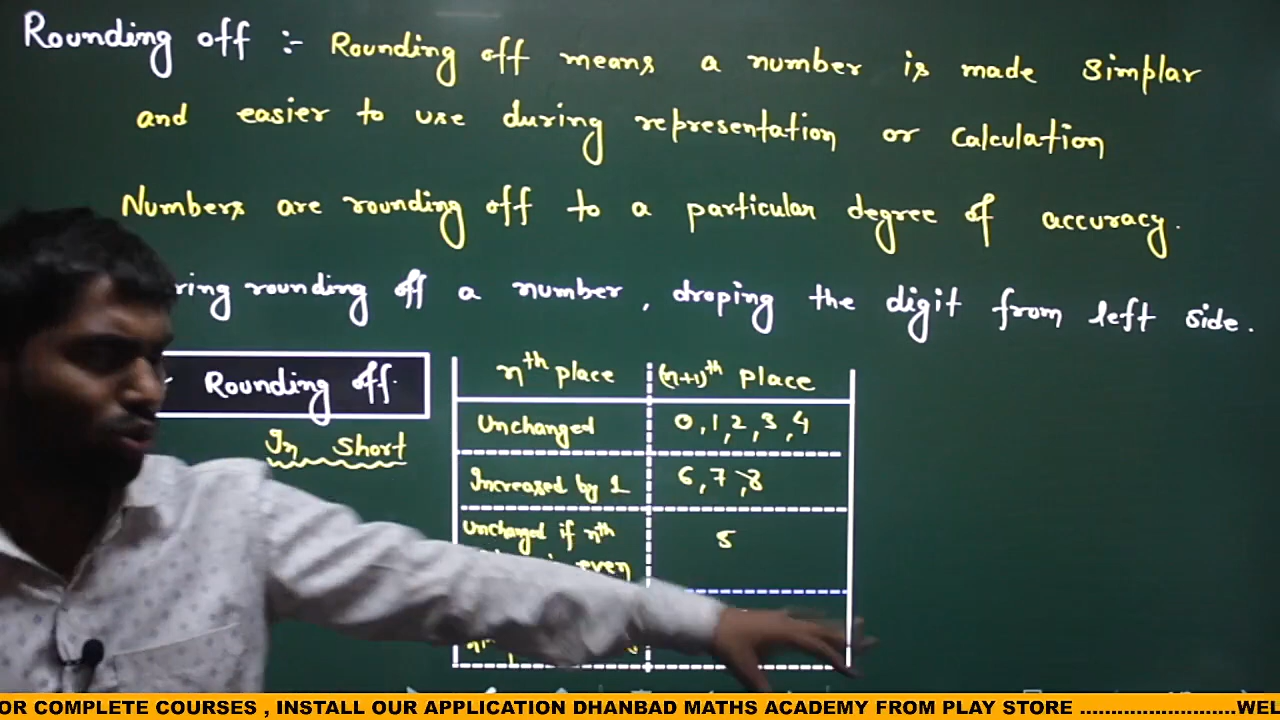 Rounding off :- Rounding off means a number is made simplar
and easier to use during representation or calculation
Numbers are rounding off to a particular degree of accuracy.
ring rounding off a number, droping the digit from left side.
Rounding off.
In short
nth place (n+1)th place
Unchanged 0,1,2,3,4
Increased by 1 6,7,8
Unchanged if nth 5
even
OR COMPLETE COURSES , INSTALL OUR APPLICATION DHANBAD MATHS ACADEMY FROM PLAY STORE ............................WEL